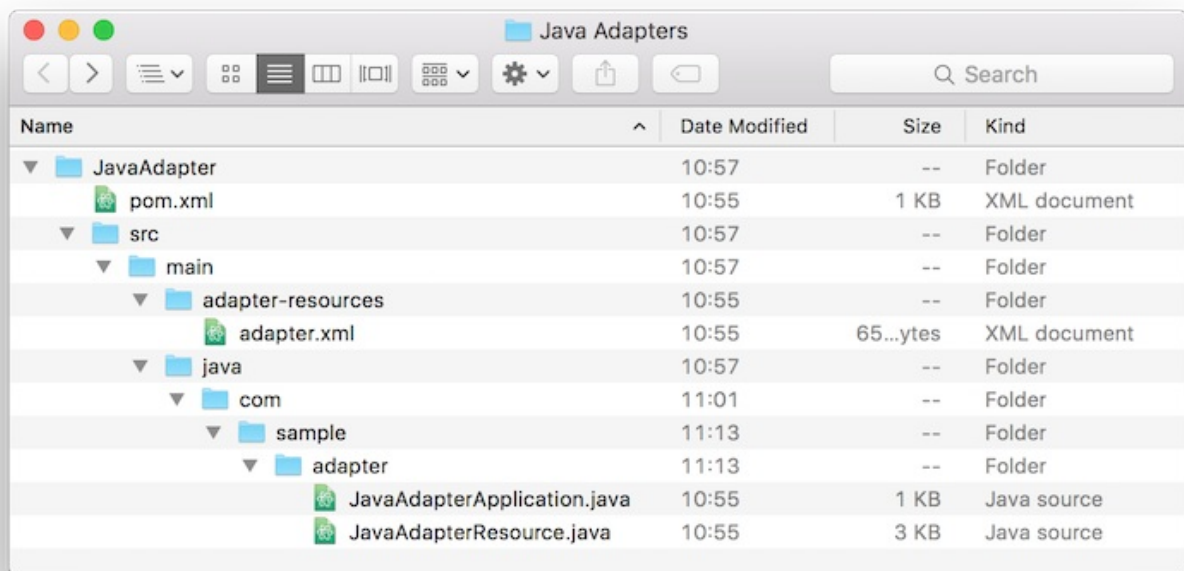 Java Adapters
Search
Name Date Modified Size Kind
JavaAdapter 10:57 -- Folder
pom.xml 10:55 1 KB XML document
src 10:57 -- Folder
main 10:57 -- Folder
adapter-resources 10:55 -- Folder
adapter.xml 10:55 65...ytes XML document
java 10:57 -- Folder
com 11:01 -- Folder
sample 11:13 -- Folder
adapter 11:13 -- Folder
JavaAdapterApplication.java 10:55 1 KB Java source
JavaAdapterResource.java 10:55 3 KB Java source